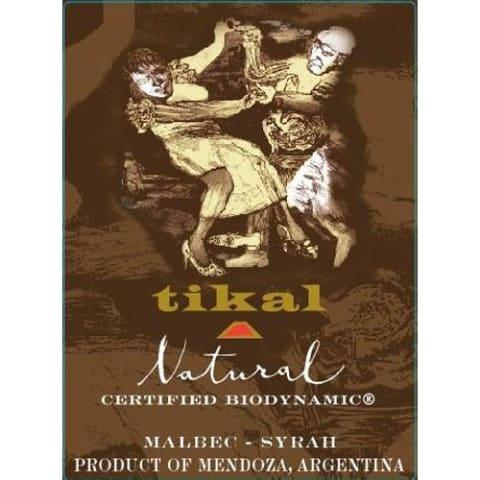 tikal
Natural
CERTIFIED BIODYNAMIC®
MALBEC - SYRAH
PRODUCT OF MENDOZA, ARGENTINA